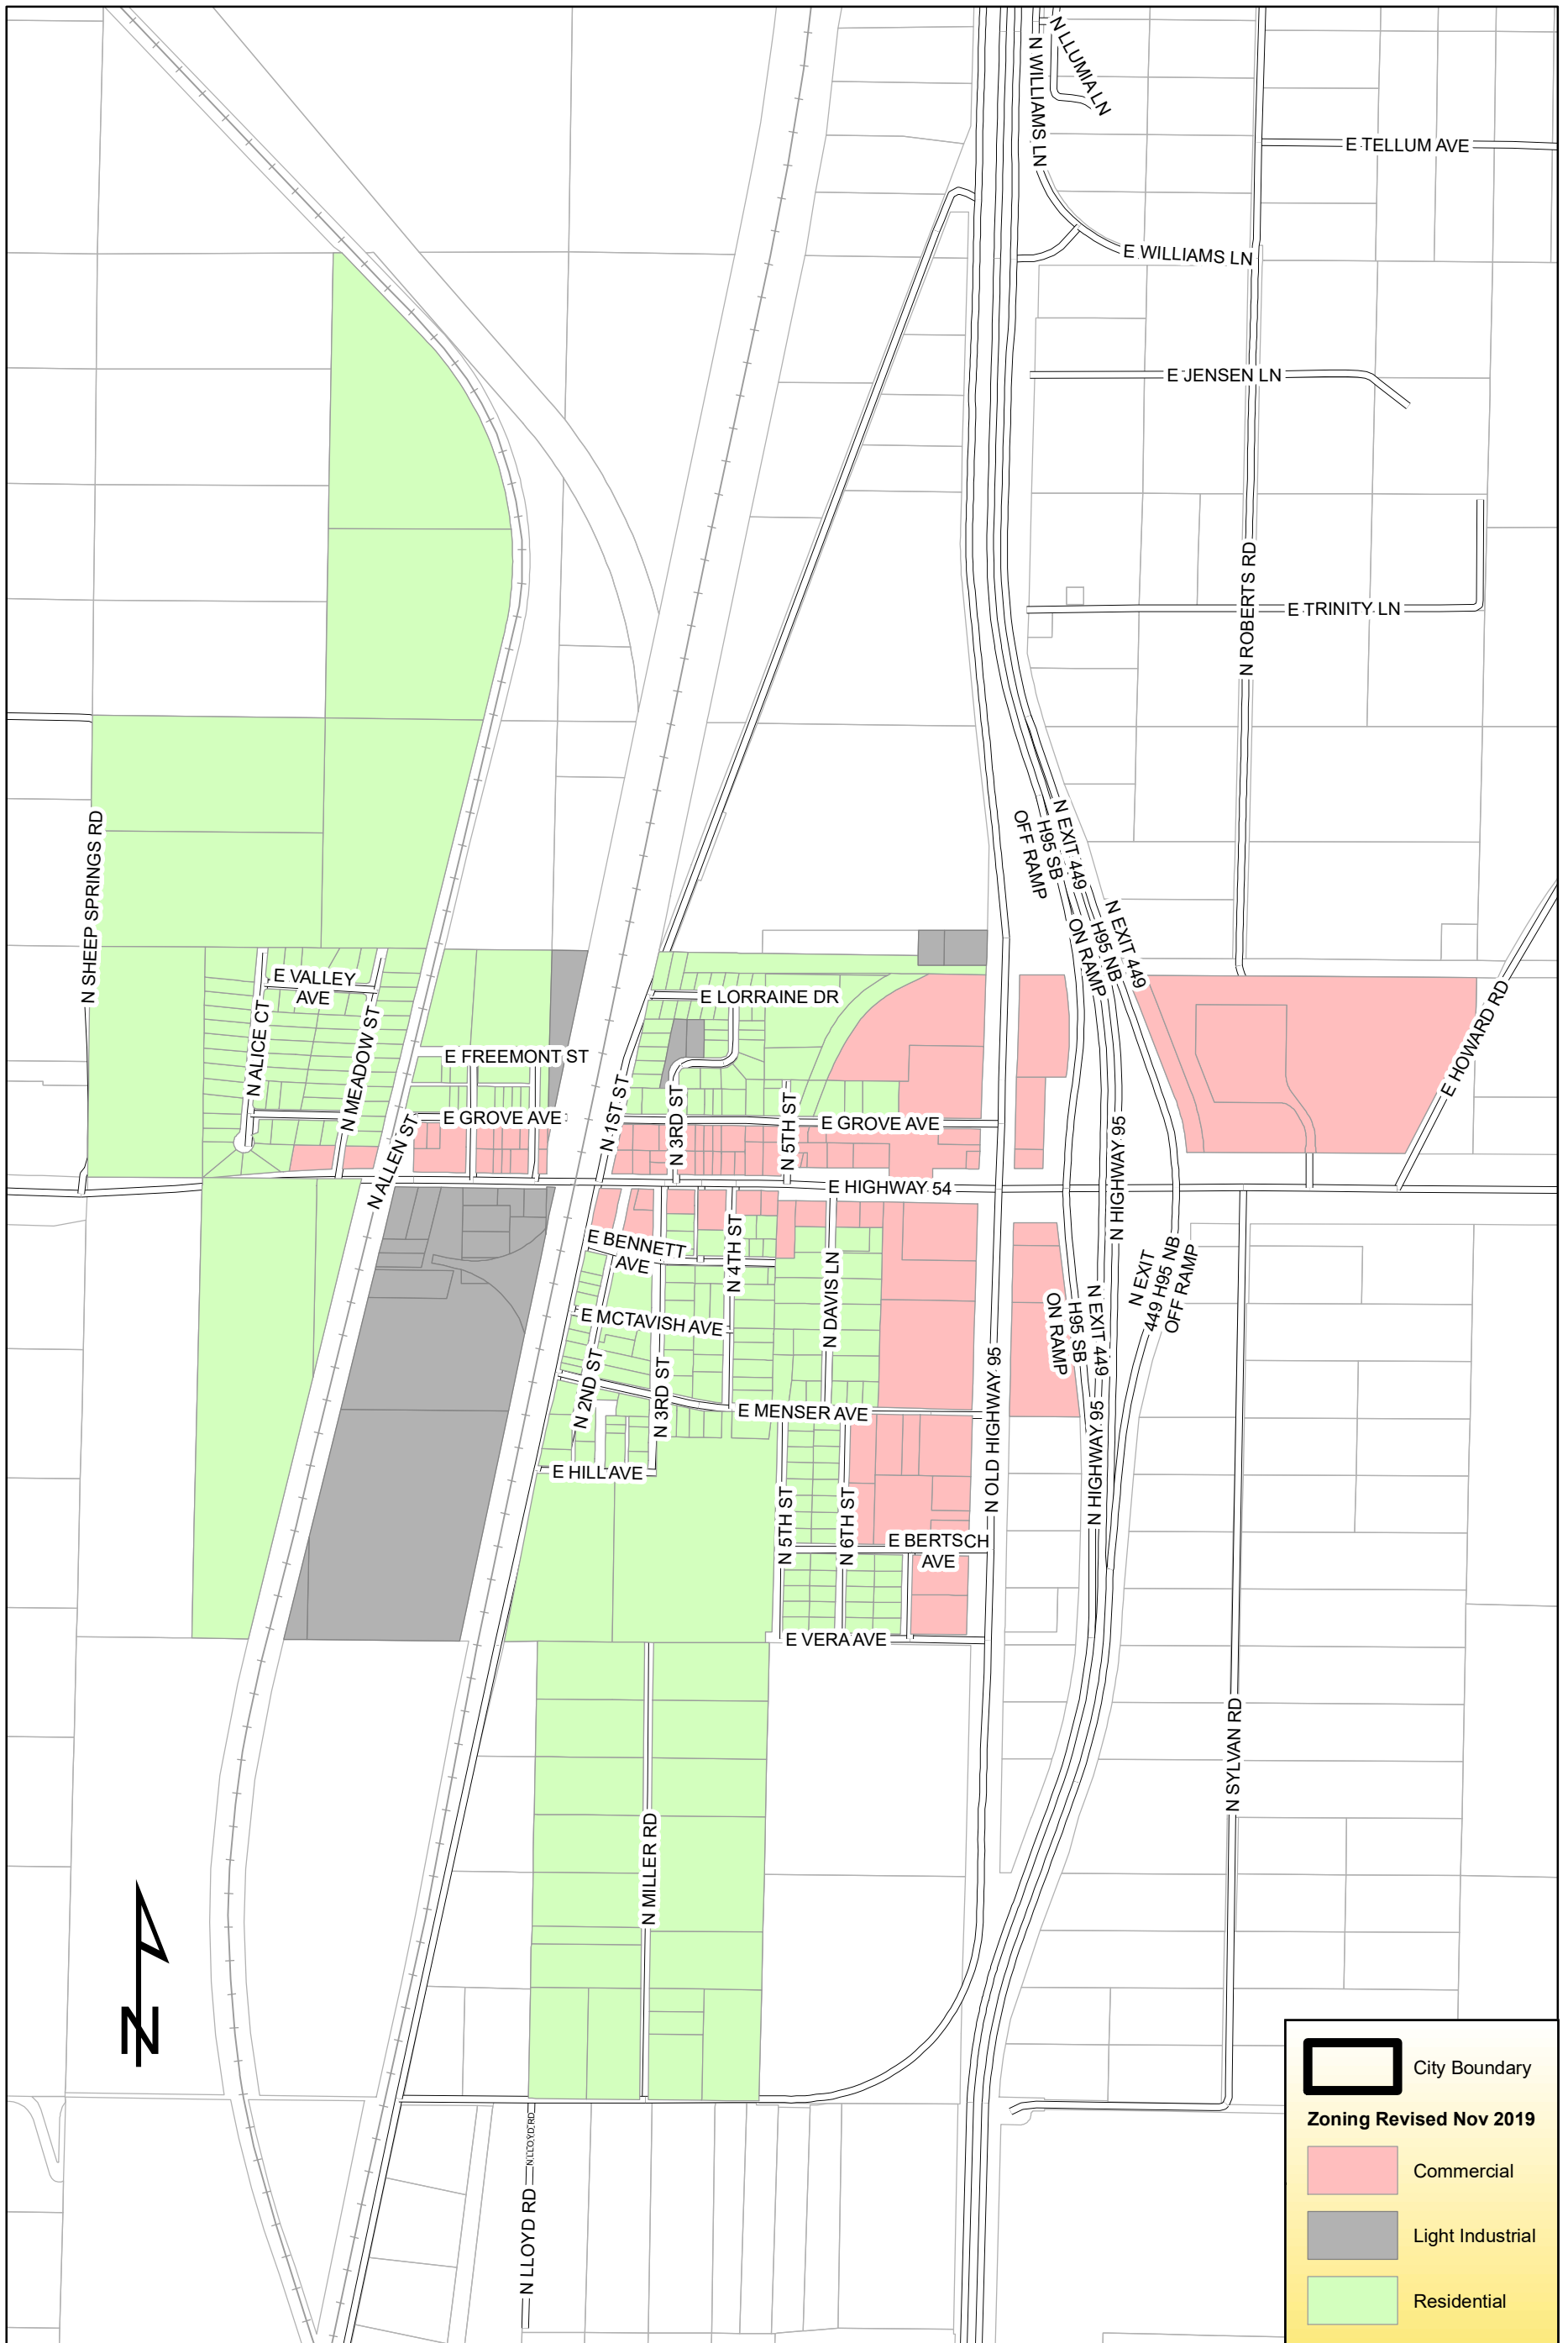 N LLUMIA LN
N WILLIAMS LN
E TELLUM AVE
E WILLIAMS LN
E JENSEN LN
N ROBERTS RD
E TRINITY LN
N SHEEP SPRINGS RD
N EXIT 449
H95 SB
OFF RAMP
N EXIT 449
H95 NB
ON RAMP
E VALLEY
AVE
E LORRAINE DR
N ALICE CT
N MEADOW ST
E FREEMONT ST
E HOWARD RD
N 1ST ST
N 3RD ST
N 5TH ST
E GROVE AVE
E GROVE AVE
N ALLEN ST
N HIGHWAY 95
E HIGHWAY 54
E BENNETT
AVE
N 4TH ST
N DAVIS LN
N EXIT
449 H95 NB
OFF RAMP
N EXIT 449
H95 SB
ON RAMP
E MCTAVISH AVE
N 2ND ST
N 3RD ST
N OLD HIGHWAY 95
E MENSER AVE
N HIGHWAY 95
E HILL AVE
N 5TH ST
N 6TH ST
E BERTSCH
AVE
E VERA AVE
N SYLVAN RD
N MILLER RD
N
N LLOYD RD
N LLOYD RD
City Boundary
Zoning Revised Nov 2019
Commercial
Light Industrial
Residential